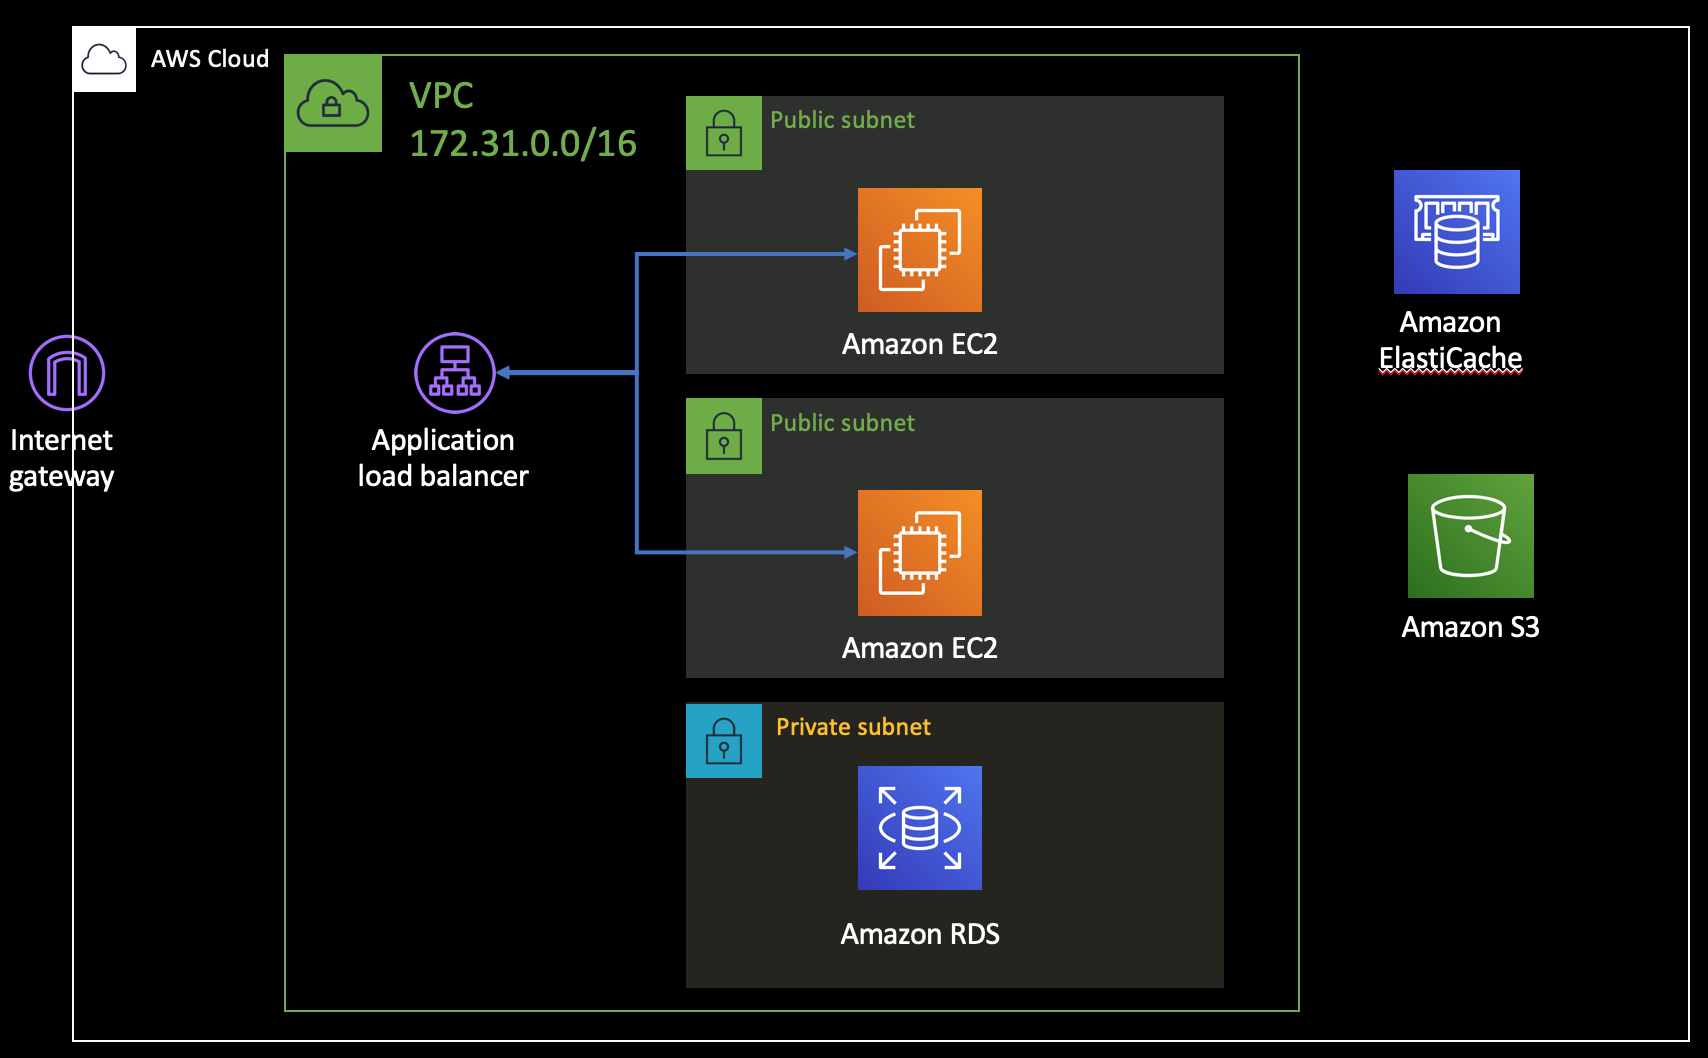 AWS Cloud
VPC
172.31.0.0/16
Public subnet
Amazon EC2
Internet
gateway
Application
load balancer
Public subnet
Amazon EC2
Private subnet
Amazon RDS
Amazon
ElastiCache
Amazon S3